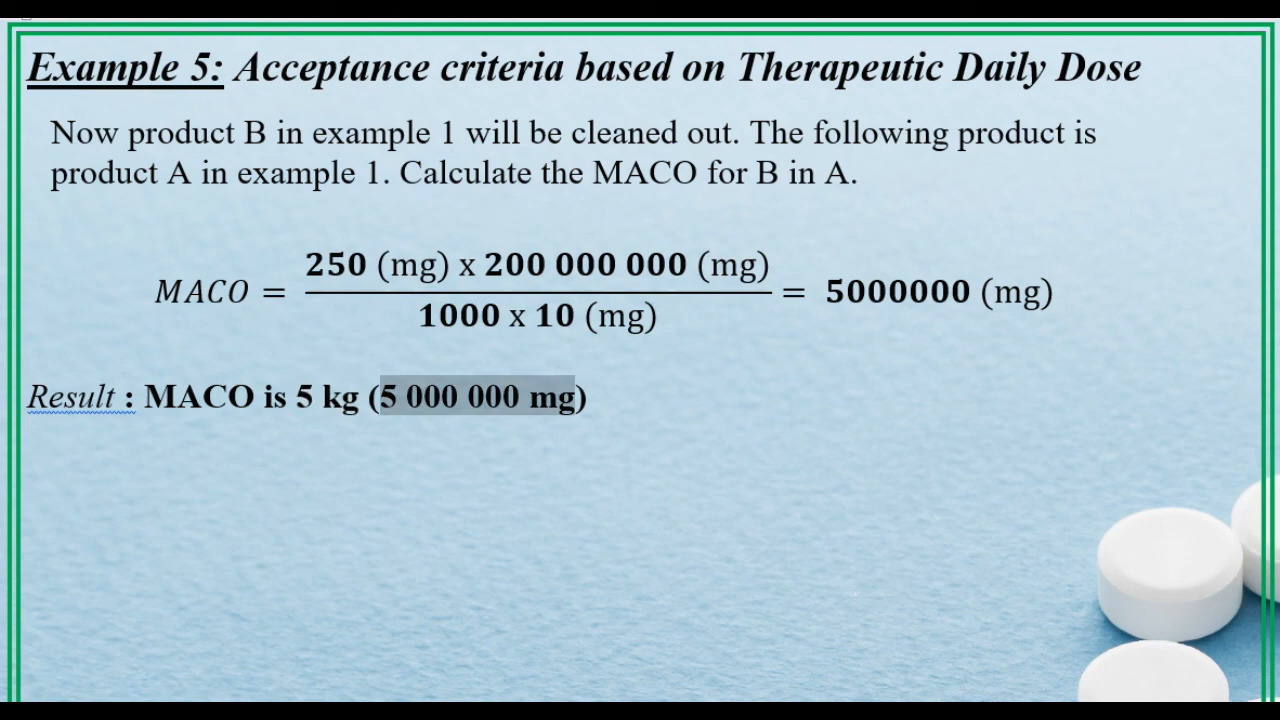 Example 5: Acceptance criteria based on Therapeutic Daily Dose
Now product B in example 1 will be cleaned out. The following product is
product A in example 1. Calculate the MACO for B in A.
250 (mg) x 200 000 000 (mg)
MACO = = 5000000 (mg)
1000 x 10 (mg)
Result : MACO is 5 kg (5 000 000 mg)